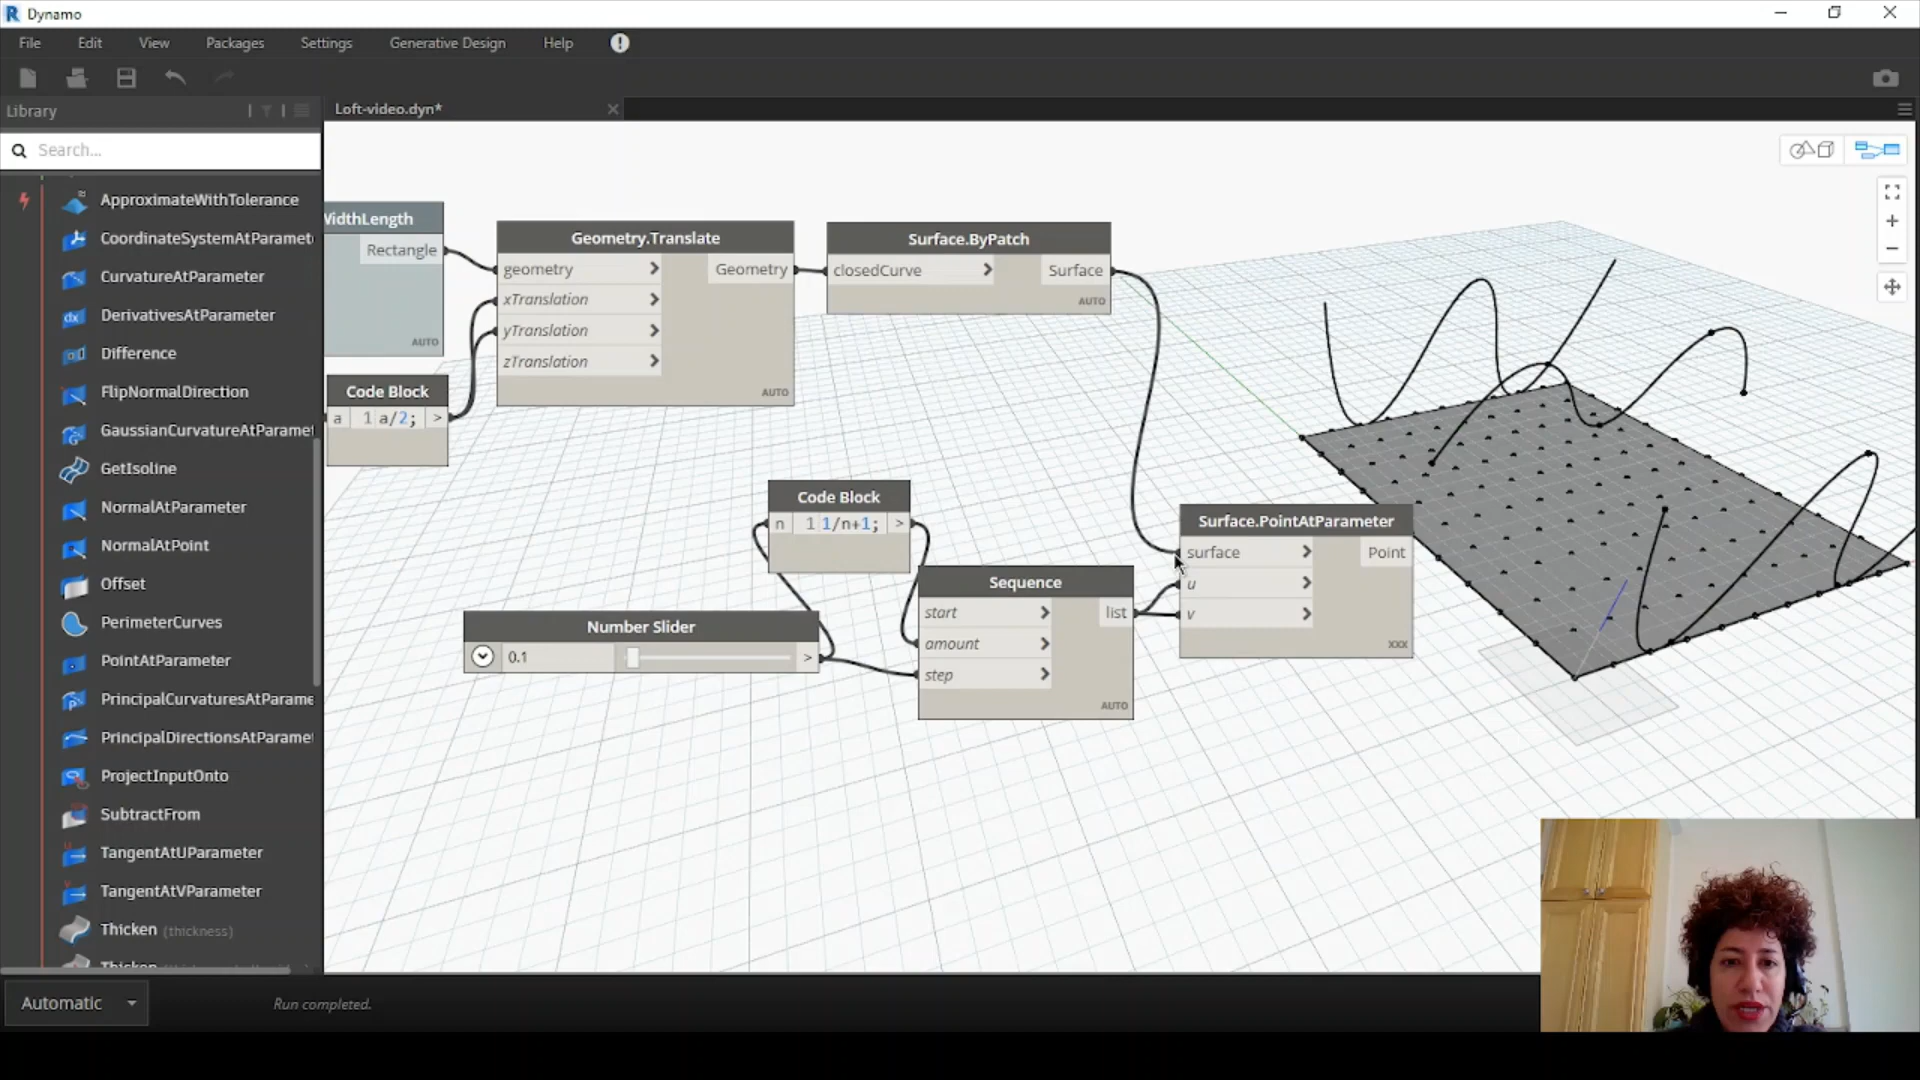 Dynamo
File Edit View Packages Settings Generative Design Help
Library
Loft-video.dyn*
Search...
ApproximateWithTolerance
CoordinateSystemAtParamet
CurvatureAtParameter
DerivativesAtParameter
Difference
FlipNormalDirection
GaussianCurvatureAtParame
GetIsoline
NormalAtParameter
NormalAtPoint
Offset
PerimeterCurves
PointAtParameter
PrincipalCurvaturesAtParame
PrincipalDirectionsAtParame
ProjectInputOnto
SubtractFrom
TangentAtUParameter
TangentAtVParameter
Thicken (thickness)
Automatic
Run completed.
WidthLength
Rectangle
AUTO
Code Block
a 1 a/2; >
Geometry.Translate
geometry > Geometry
xTranslation >
yTranslation >
zTranslation >
AUTO
Surface.ByPatch
closedCurve > Surface
AUTO
Code Block
n 1 1/n+1; >
Number Slider
0.1 >
Sequence
start > list
amount >
step >
AUTO
Surface.PointAtParameter
surface > Point
u >
v >
XXX